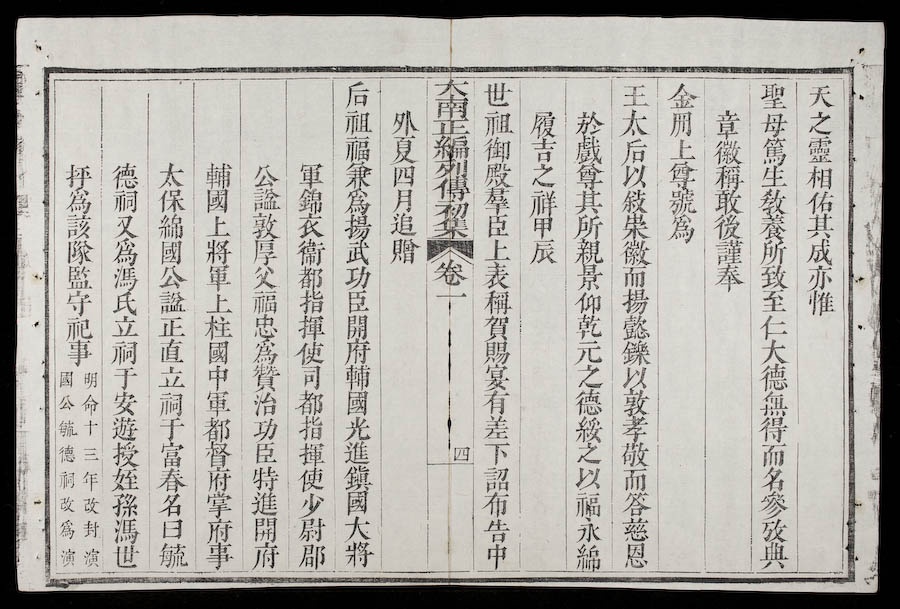 天之靈相佑其成亦惟
聖母篤生敎養所致至仁大德無得而名參攷典
章徽稱敢後謹奉
金冊上尊號爲
王太后以敍崇徽而揚懿鑠以敦孝敬而答慈恩
於戲尊其所親景仰乾元之德綏之以福永綿
履吉之祥甲辰
世祖御殿羣臣上表稱賀賜宴有差下詔布告中
大南正編列傳初集 卷一 四
外夏四月追贈
后祖福兼爲揚武功臣開府輔國光進鎭國大將
軍錦衣衞都指揮使司都指揮使少尉郡
公諡敦厚父福忠爲贊治功臣特進開府
輔國上將軍上柱國中軍都督府掌府事
太保綿國公諡正直立祠于富春名曰毓
德祠又爲馮氏立祠于安遊授姪孫馮世
抨爲該隊監守祀事
明命十三年改封演
國公毓德祠改爲演